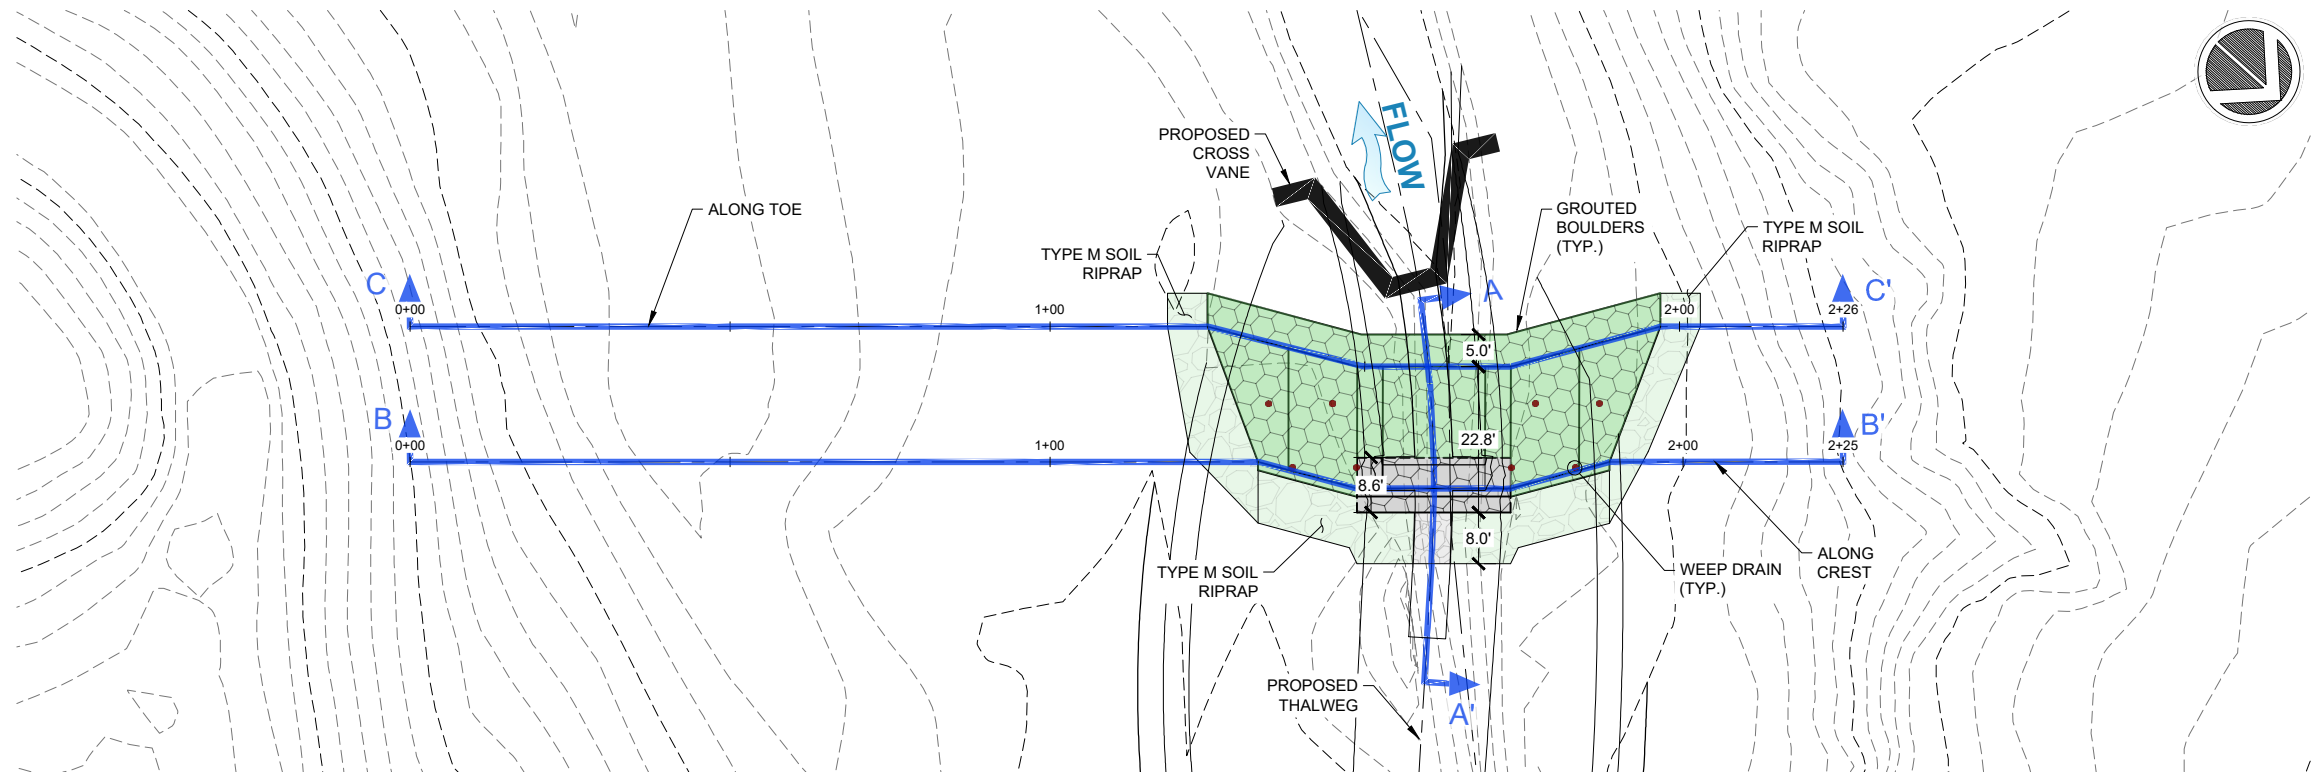 PROPOSED
CROSS
VANE
FLOW
ALONG TOE
GROUTED
BOULDERS
(TYP.)
TYPE M SOIL
RIPRAP
TYPE M SOIL
RIPRAP
C
0+00
1+00
A
2+00
2+26
C'
5.0'
B
0+00
1+00
22.8'
2+00
2+25
B'
8.6'
8.0'
TYPE M SOIL
RIPRAP
WEEP DRAIN
(TYP.)
ALONG
CREST
PROPOSED
THALWEG
A'